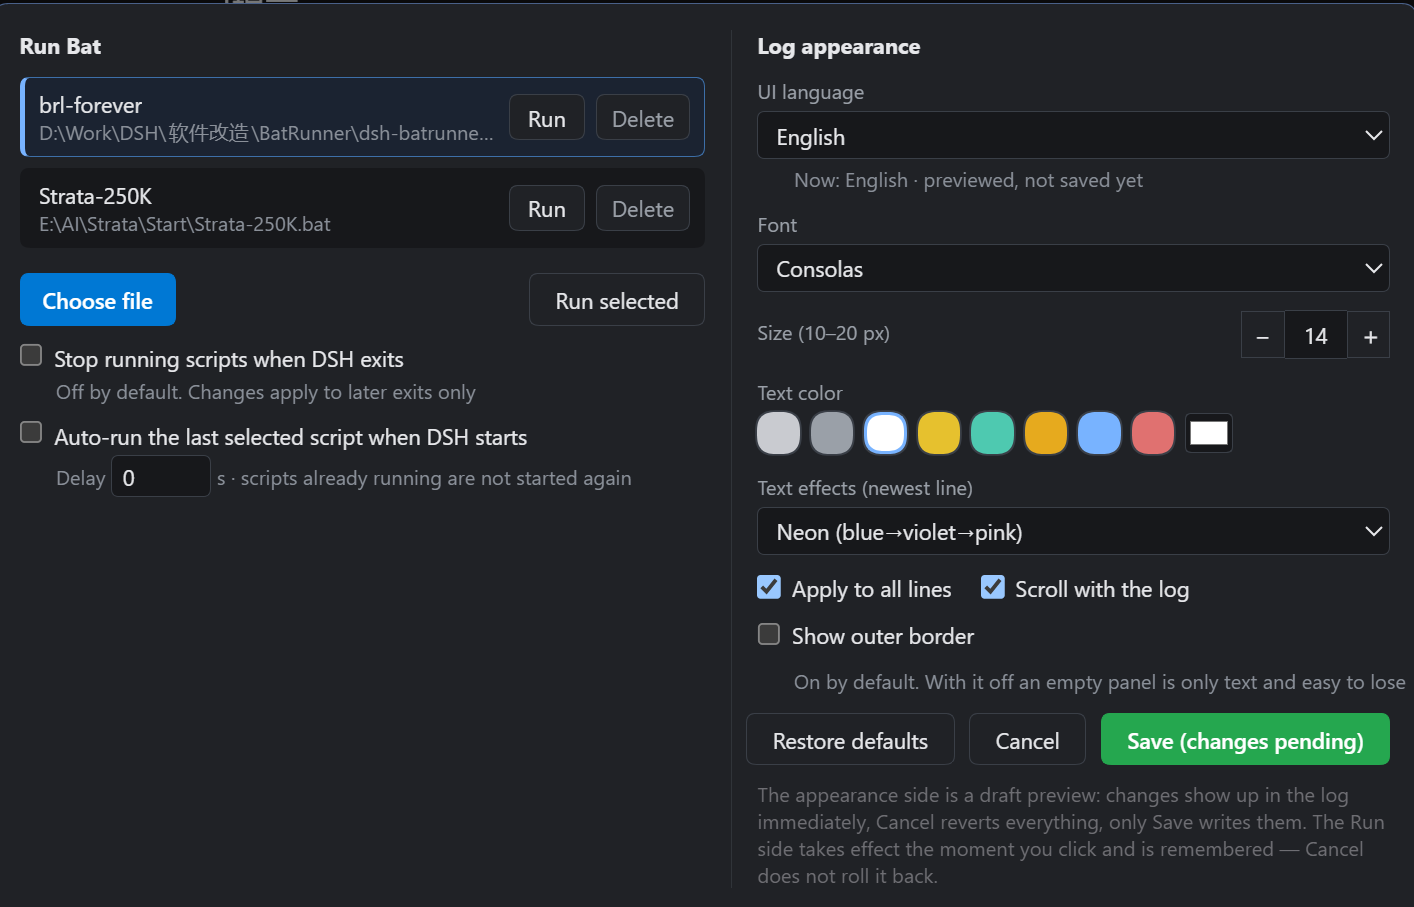 Run Bat
brl-forever
D:\Work\DSH\软件改造\BatRunner\dsh-batrunne...
Run
Delete
Strata-250K
E:\AI\Strata\Start\Strata-250K.bat
Run
Delete
Choose file
Run selected
Stop running scripts when DSH exits
Off by default. Changes apply to later exits only
Auto-run the last selected script when DSH starts
Delay 0 s · scripts already running are not started again
Log appearance
UI language
English
Now: English · previewed, not saved yet
Font
Consolas
Size (10–20 px)
− 14 +
Text color
Text effects (newest line)
Neon (blue→violet→pink)
Apply to all lines
Scroll with the log
Show outer border
On by default. With it off an empty panel is only text and easy to lose
Restore defaults
Cancel
Save (changes pending)
The appearance side is a draft preview: changes show up in the log
immediately, Cancel reverts everything, only Save writes them. The Run
side takes effect the moment you click and is remembered — Cancel
does not roll it back.